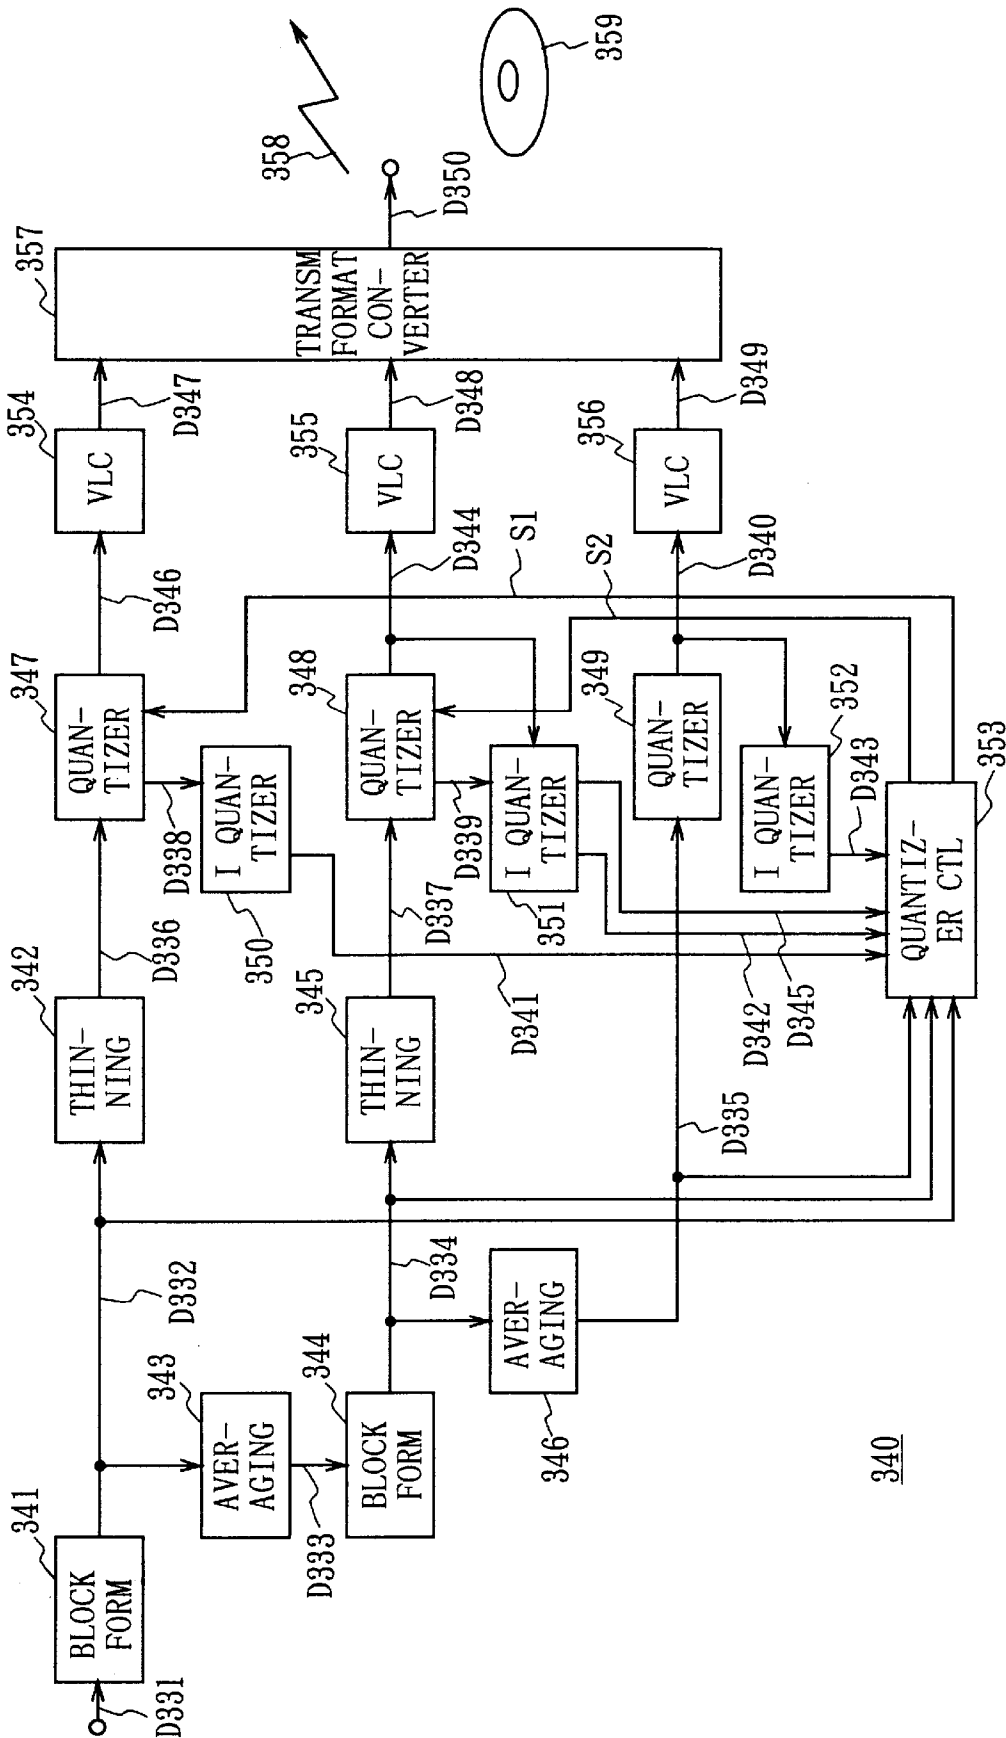 341
BLOCK
FORM
D331
D332
343
AVER-
AGING
D333
344
BLOCK
FORM
D334
346
AVER-
AGING
D335
342
THIN-
NING
D336
345
THIN-
NING
D337
347
QUAN-
TIZER
D338
350
I QUAN-
TIZER
D341
348
QUAN-
TIZER
D339
351
I QUAN-
TIZER
D342
D345
349
QUAN-
TIZER
352
I QUAN-
TIZER
D343
353
QUANTIZ-
ER CTL
S1
S2
D346
354
VLC
D347
D344
355
VLC
D348
D340
356
VLC
D349
357
TRANSM
FORMAT
CON-
VERTER
D350
358
359
340